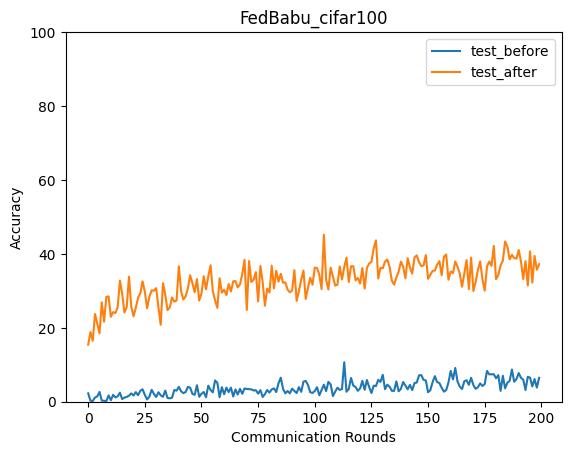 FedBabu_cifar100
test_before
test_after
100
80
60
40
20
0
Accuracy
0 25 50 75 100 125 150 175 200
Communication Rounds